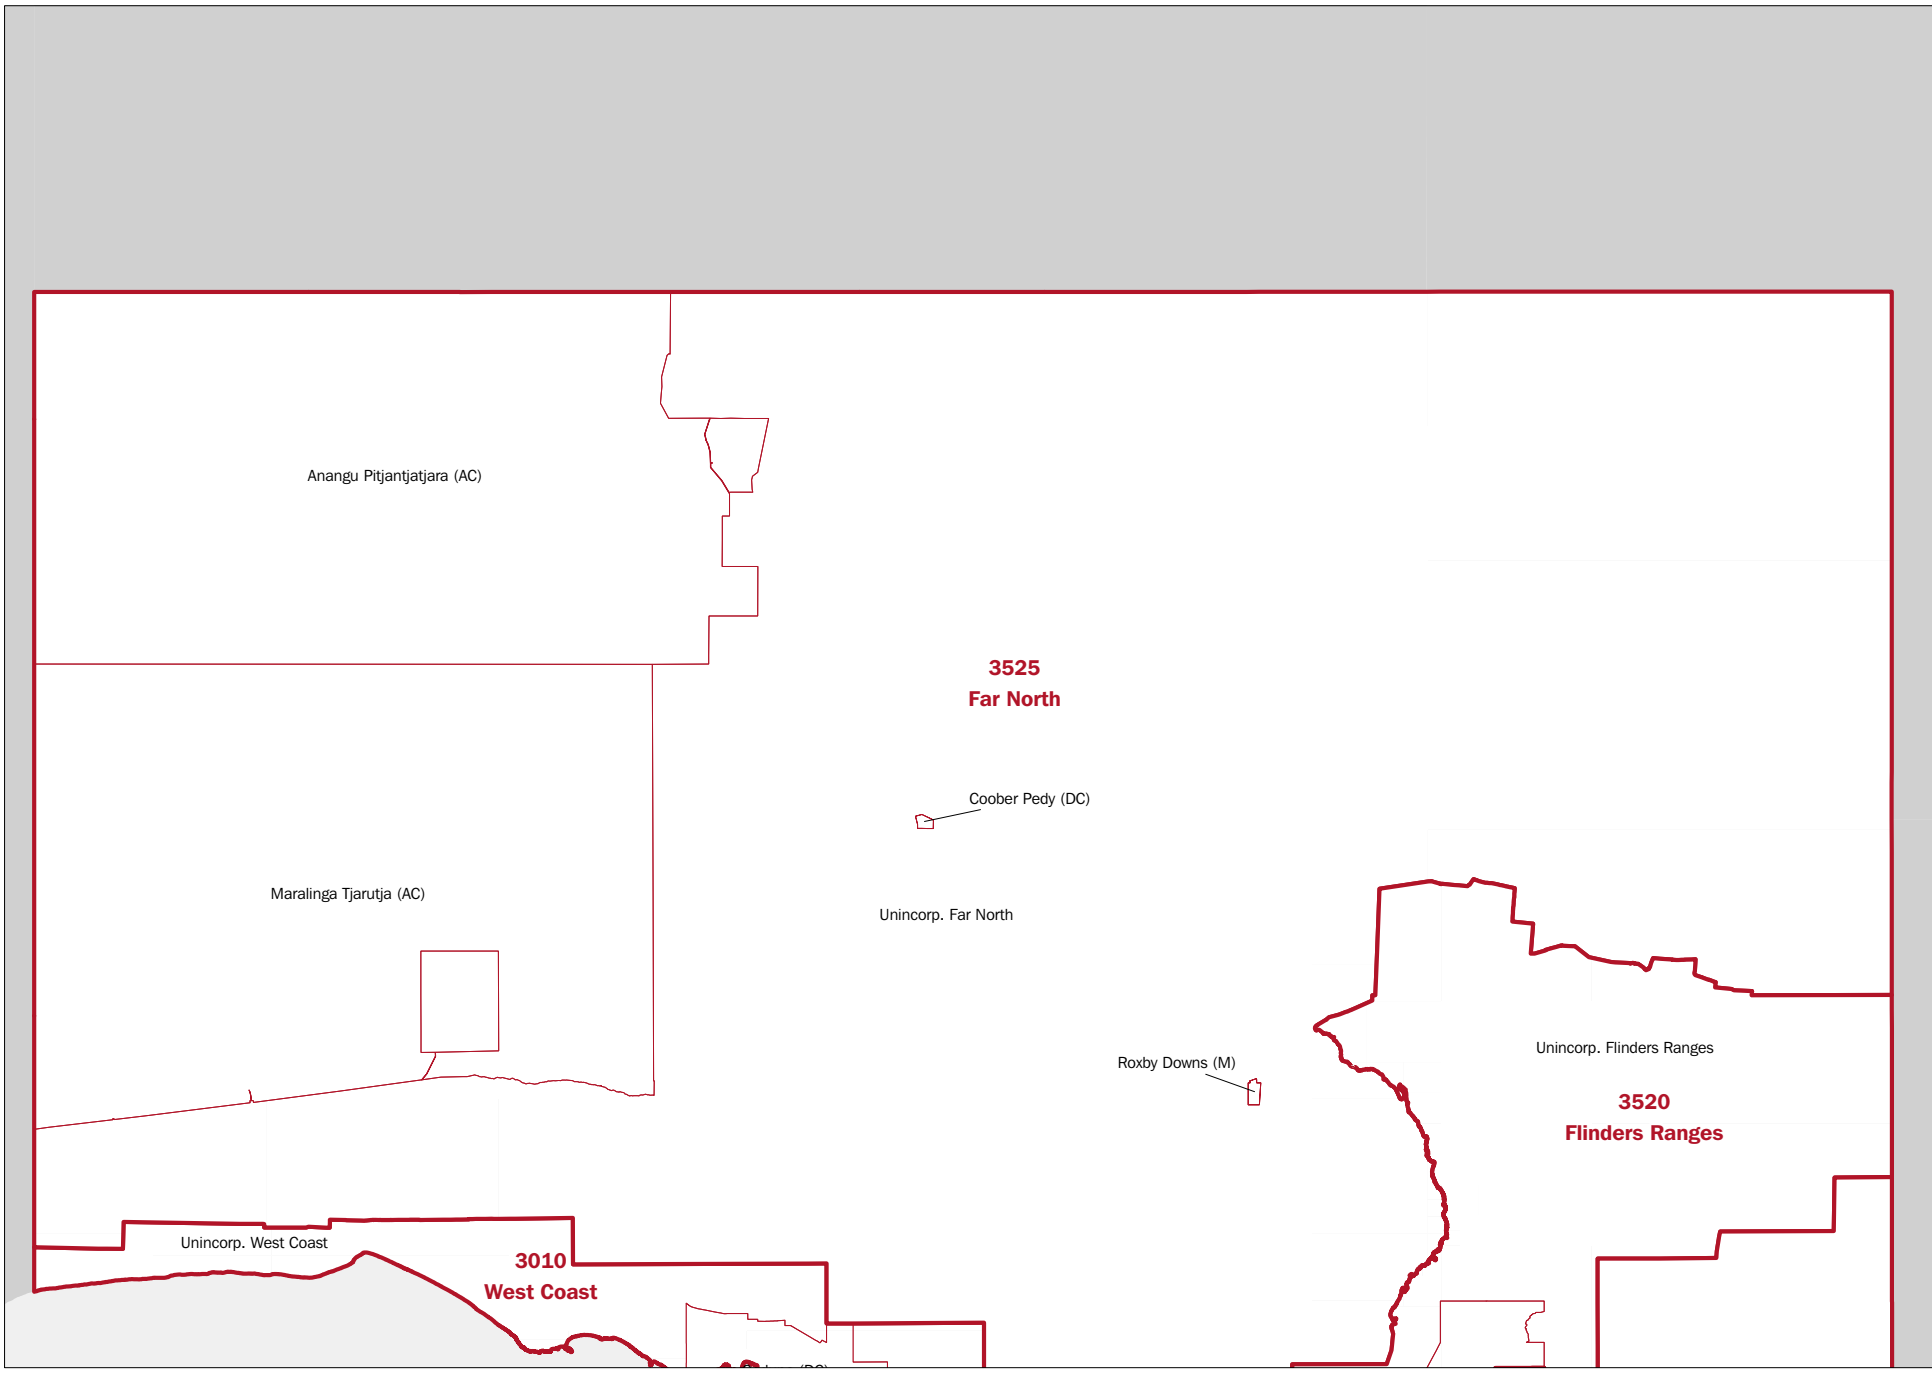 Anangu Pitjantjatjara (AC)
3525
Far North
Coober Pedy (DC)
Maralinga Tjarutja (AC)
Unincorp. Far North
Unincorp. Flinders Ranges
Roxby Downs (M)
3520
Flinders Ranges
Unincorp. West Coast
3010
West Coast
(DC)